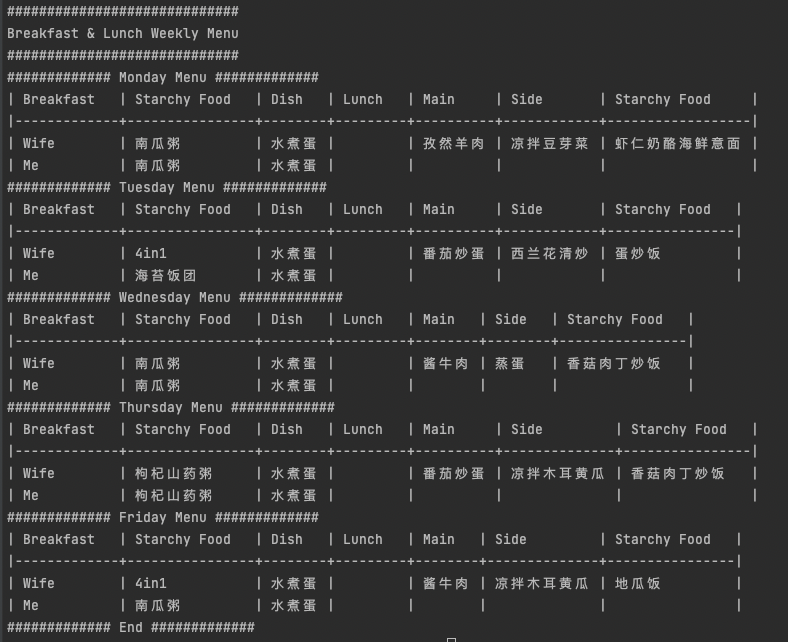 #############################
Breakfast & Lunch Weekly Menu
#############################
############# Monday Menu #############
| Breakfast   | Starchy Food   | Dish   | Lunch   | Main     | Side       | Starchy Food     |
|-------------+----------------+--------+---------+----------+------------+------------------|
| Wife        | 南瓜粥         | 水煮蛋 |         | 孜然羊肉 | 凉拌豆芽菜 | 虾仁奶酪海鲜意面 |
| Me          | 南瓜粥         | 水煮蛋 |         |          |            |                  |
############# Tuesday Menu #############
| Breakfast   | Starchy Food   | Dish   | Lunch   | Main     | Side       | Starchy Food   |
|-------------+----------------+--------+---------+----------+------------+----------------|
| Wife        | 4in1           | 水煮蛋 |         | 番茄炒蛋 | 西兰花清炒 | 蛋炒饭         |
| Me          | 海苔饭团       | 水煮蛋 |         |          |            |                |
############# Wednesday Menu #############
| Breakfast   | Starchy Food   | Dish   | Lunch   | Main   | Side   | Starchy Food   |
|-------------+----------------+--------+---------+--------+--------+----------------|
| Wife        | 南瓜粥         | 水煮蛋 |         | 酱牛肉 | 蒸蛋   | 香菇肉丁炒饭   |
| Me          | 南瓜粥         | 水煮蛋 |         |        |        |                |
############# Thursday Menu #############
| Breakfast   | Starchy Food   | Dish   | Lunch   | Main     | Side         | Starchy Food   |
|-------------+----------------+--------+---------+----------+--------------+----------------|
| Wife        | 枸杞山药粥     | 水煮蛋 |         | 番茄炒蛋 | 凉拌木耳黄瓜 | 香菇肉丁炒饭   |
| Me          | 枸杞山药粥     | 水煮蛋 |         |          |              |                |
############# Friday Menu #############
| Breakfast   | Starchy Food   | Dish   | Lunch   | Main   | Side         | Starchy Food   |
|-------------+----------------+--------+---------+--------+--------------+----------------|
| Wife        | 4in1           | 水煮蛋 |         | 酱牛肉 | 凉拌木耳黄瓜 | 地瓜饭         |
| Me          | 南瓜粥         | 水煮蛋 |         |        |              |                |
############# End #############